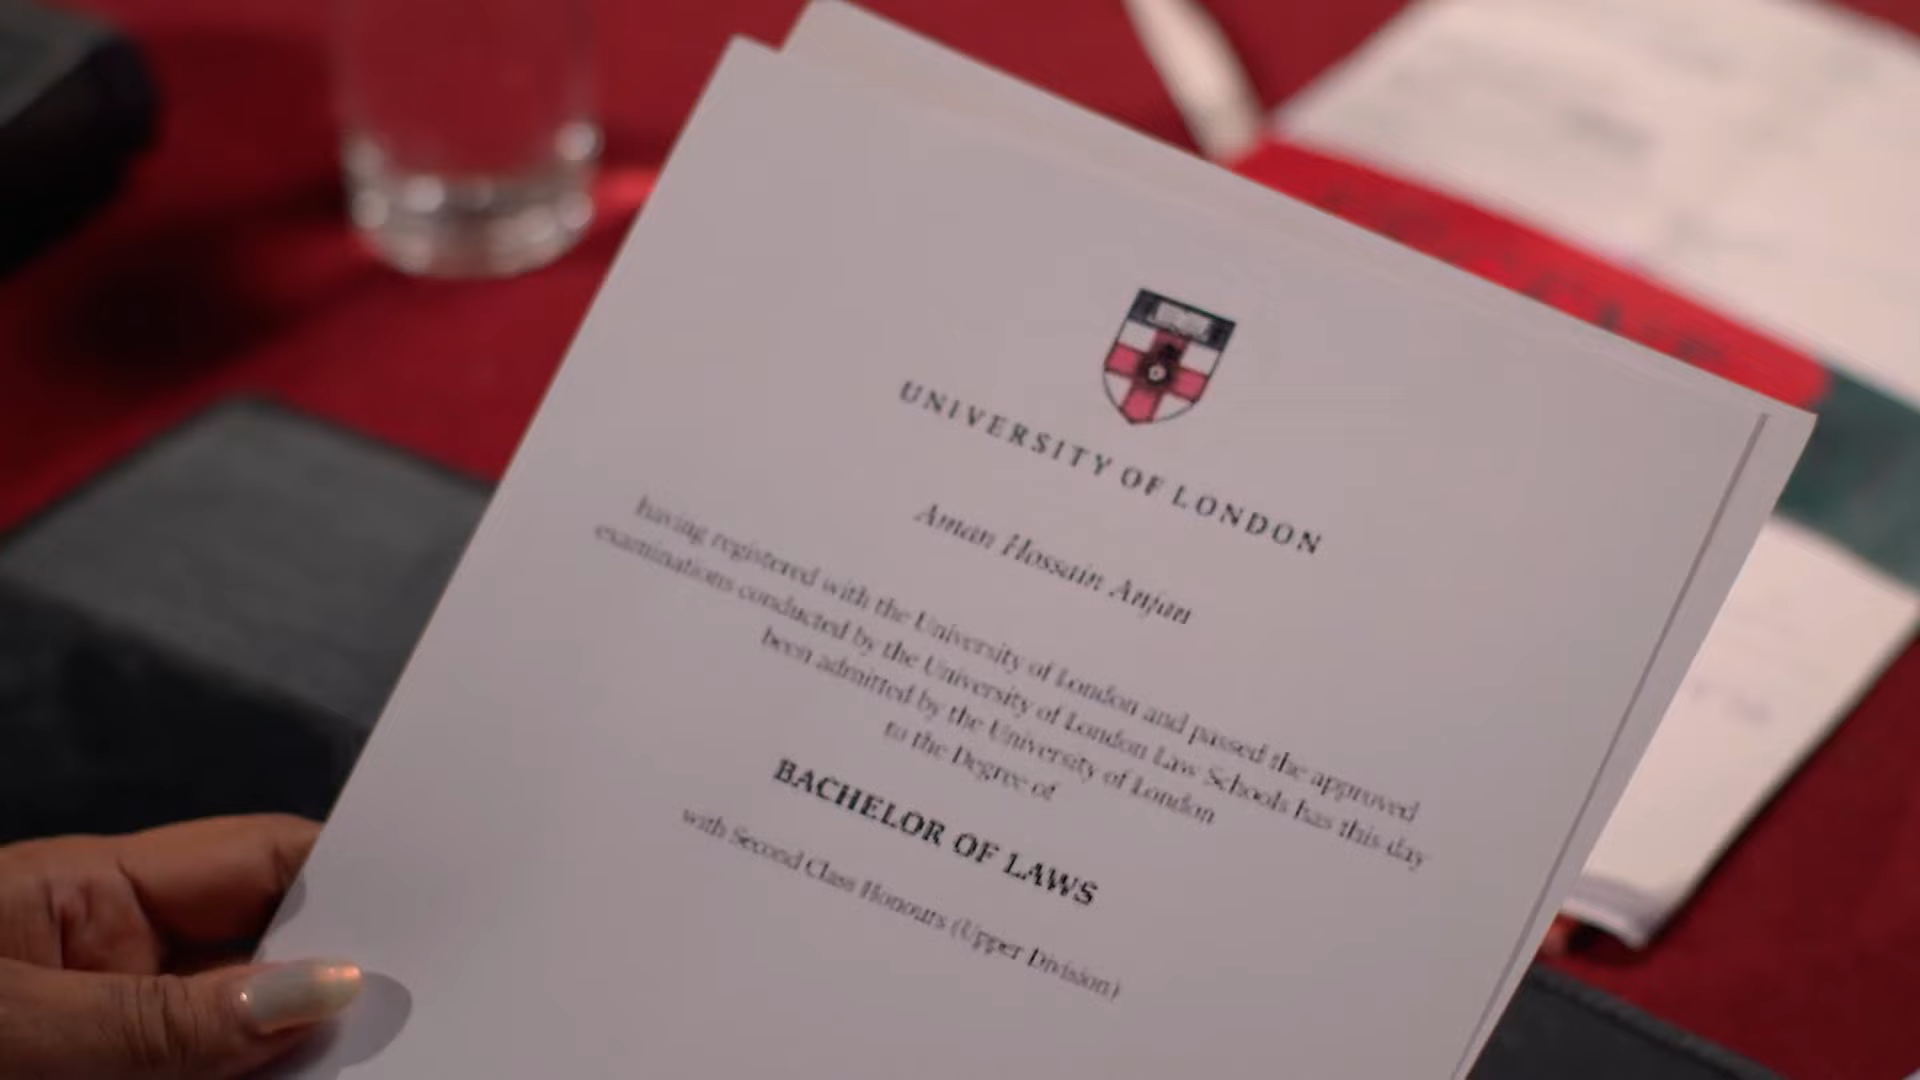 UNIVERSITY OF LONDON
Aman Hossain Anjan
having registered with the University of London and passed the approved
examinations conducted by the University of London Law Schools has this day
been admitted by the University of London
to the Degree of
BACHELOR OF LAWS
with Second Class Honours (Upper Division)